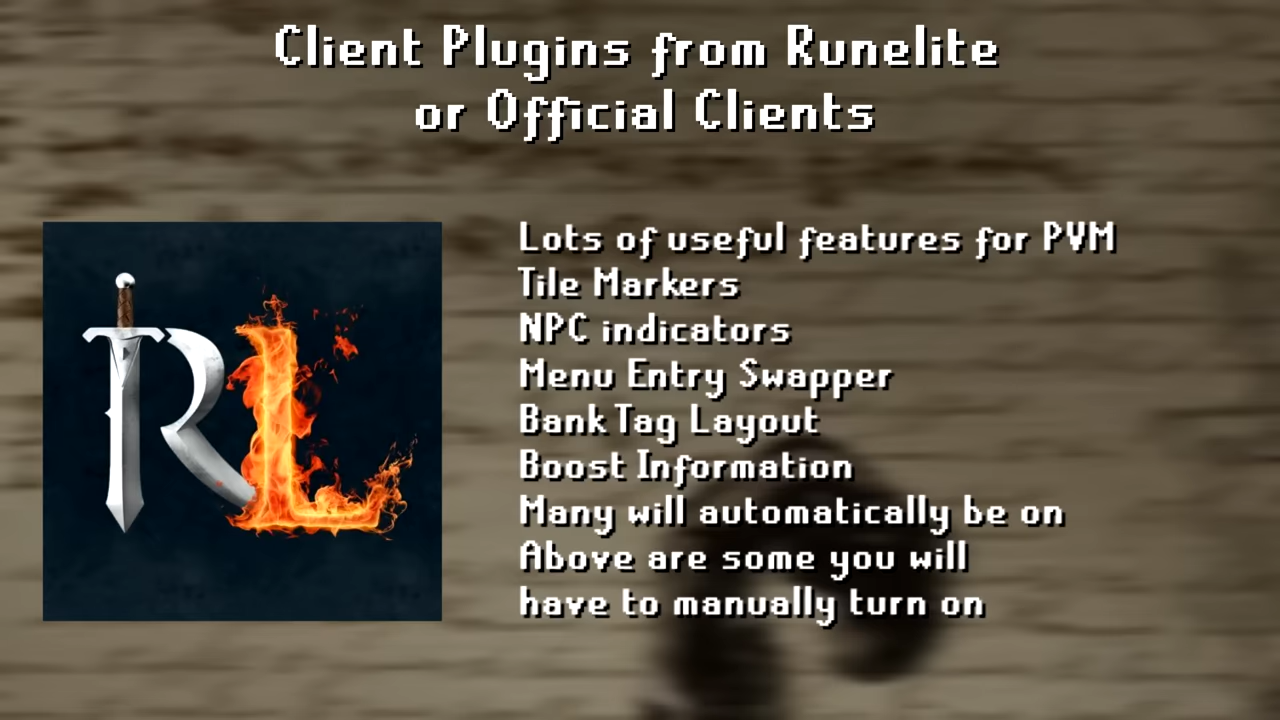 Client Plugins from Runelite
or Official Clients
RL
Lots of useful features for PVM
Tile Markers
NPC indicators
Menu Entry Swapper
Bank Tag Layout
Boost Information
Many will automatically be on
Above are some you will
have to manually turn on